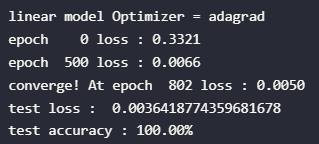 linear model Optimizer = adagrad
epoch    0 loss : 0.3321
epoch  500 loss : 0.0066
converge! At epoch  802 loss : 0.0050
test loss :  0.0036418774359681678
test accuracy : 100.00%